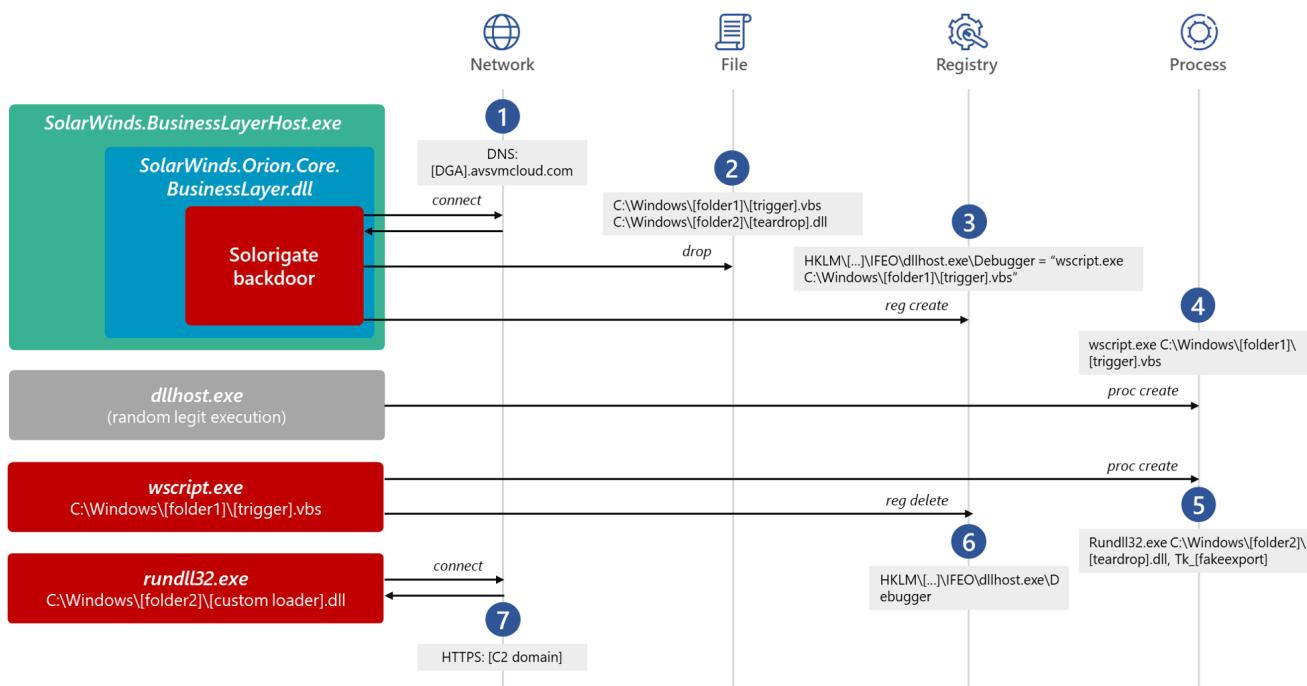 Network
File
Registry
Process
SolarWinds.BusinessLayerHost.exe
SolarWinds.Orion.Core.
BusinessLayer.dll
Solorigate
backdoor
1
DNS:
[DGA].avsvmcloud.com
connect
2
C:\Windows\[folder1]\[trigger].vbs
C:\Windows\[folder2]\[teardrop].dll
drop
3
HKLM\[...]\IFEO\dllhost.exe\Debugger = “wscript.exe
C:\Windows\[folder1]\[trigger].vbs”
reg create
4
wscript.exe C:\Windows\[folder1]\
[trigger].vbs
dllhost.exe
(random legit execution)
proc create
wscript.exe
C:\Windows\[folder1]\[trigger].vbs
proc create
reg delete
5
Rundll32.exe C:\Windows\[folder2]\
[teardrop].dll, Tk_[fakeexport]
6
HKLM\[...]\IFEO\dllhost.exe\D
ebugger
rundll32.exe
C:\Windows\[folder2]\[custom loader].dll
connect
7
HTTPS: [C2 domain]